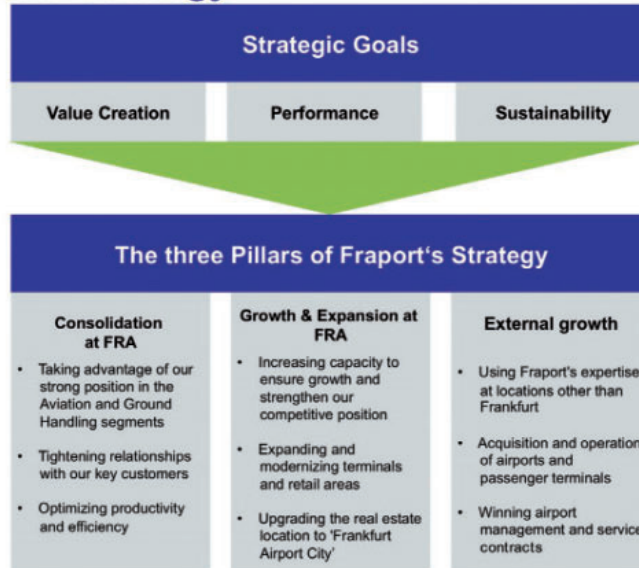 Strategic Goals
Value Creation
Performance
Sustainability
The three Pillars of Fraport's Strategy
Consolidation
at FRA
• Taking advantage of our
strong position in the
Aviation and Ground
Handling segments
• Tightening relationships
with our key customers
• Optimizing productivity
and efficiency
Growth & Expansion at
FRA
• Increasing capacity to
ensure growth and
strengthen our
competitive position
• Expanding and
modernizing terminals
and retail areas
• Upgrading the real estate
location to 'Frankfurt
Airport City'
External growth
• Using Fraport's expertise
at locations other than
Frankfurt
• Acquisition and operation
of airports and
passenger terminals
• Winning airport
management and service
contracts